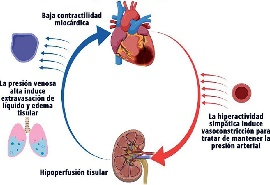 Baja contractilidad
miocárdica
La presión venosa
alta induce
extravasación de
líquido y edema
tisular
La hiperactividad
simpática induce
vasoconstricción para
tratar de mantener la
presión arterial
Hipoperfusión tisular